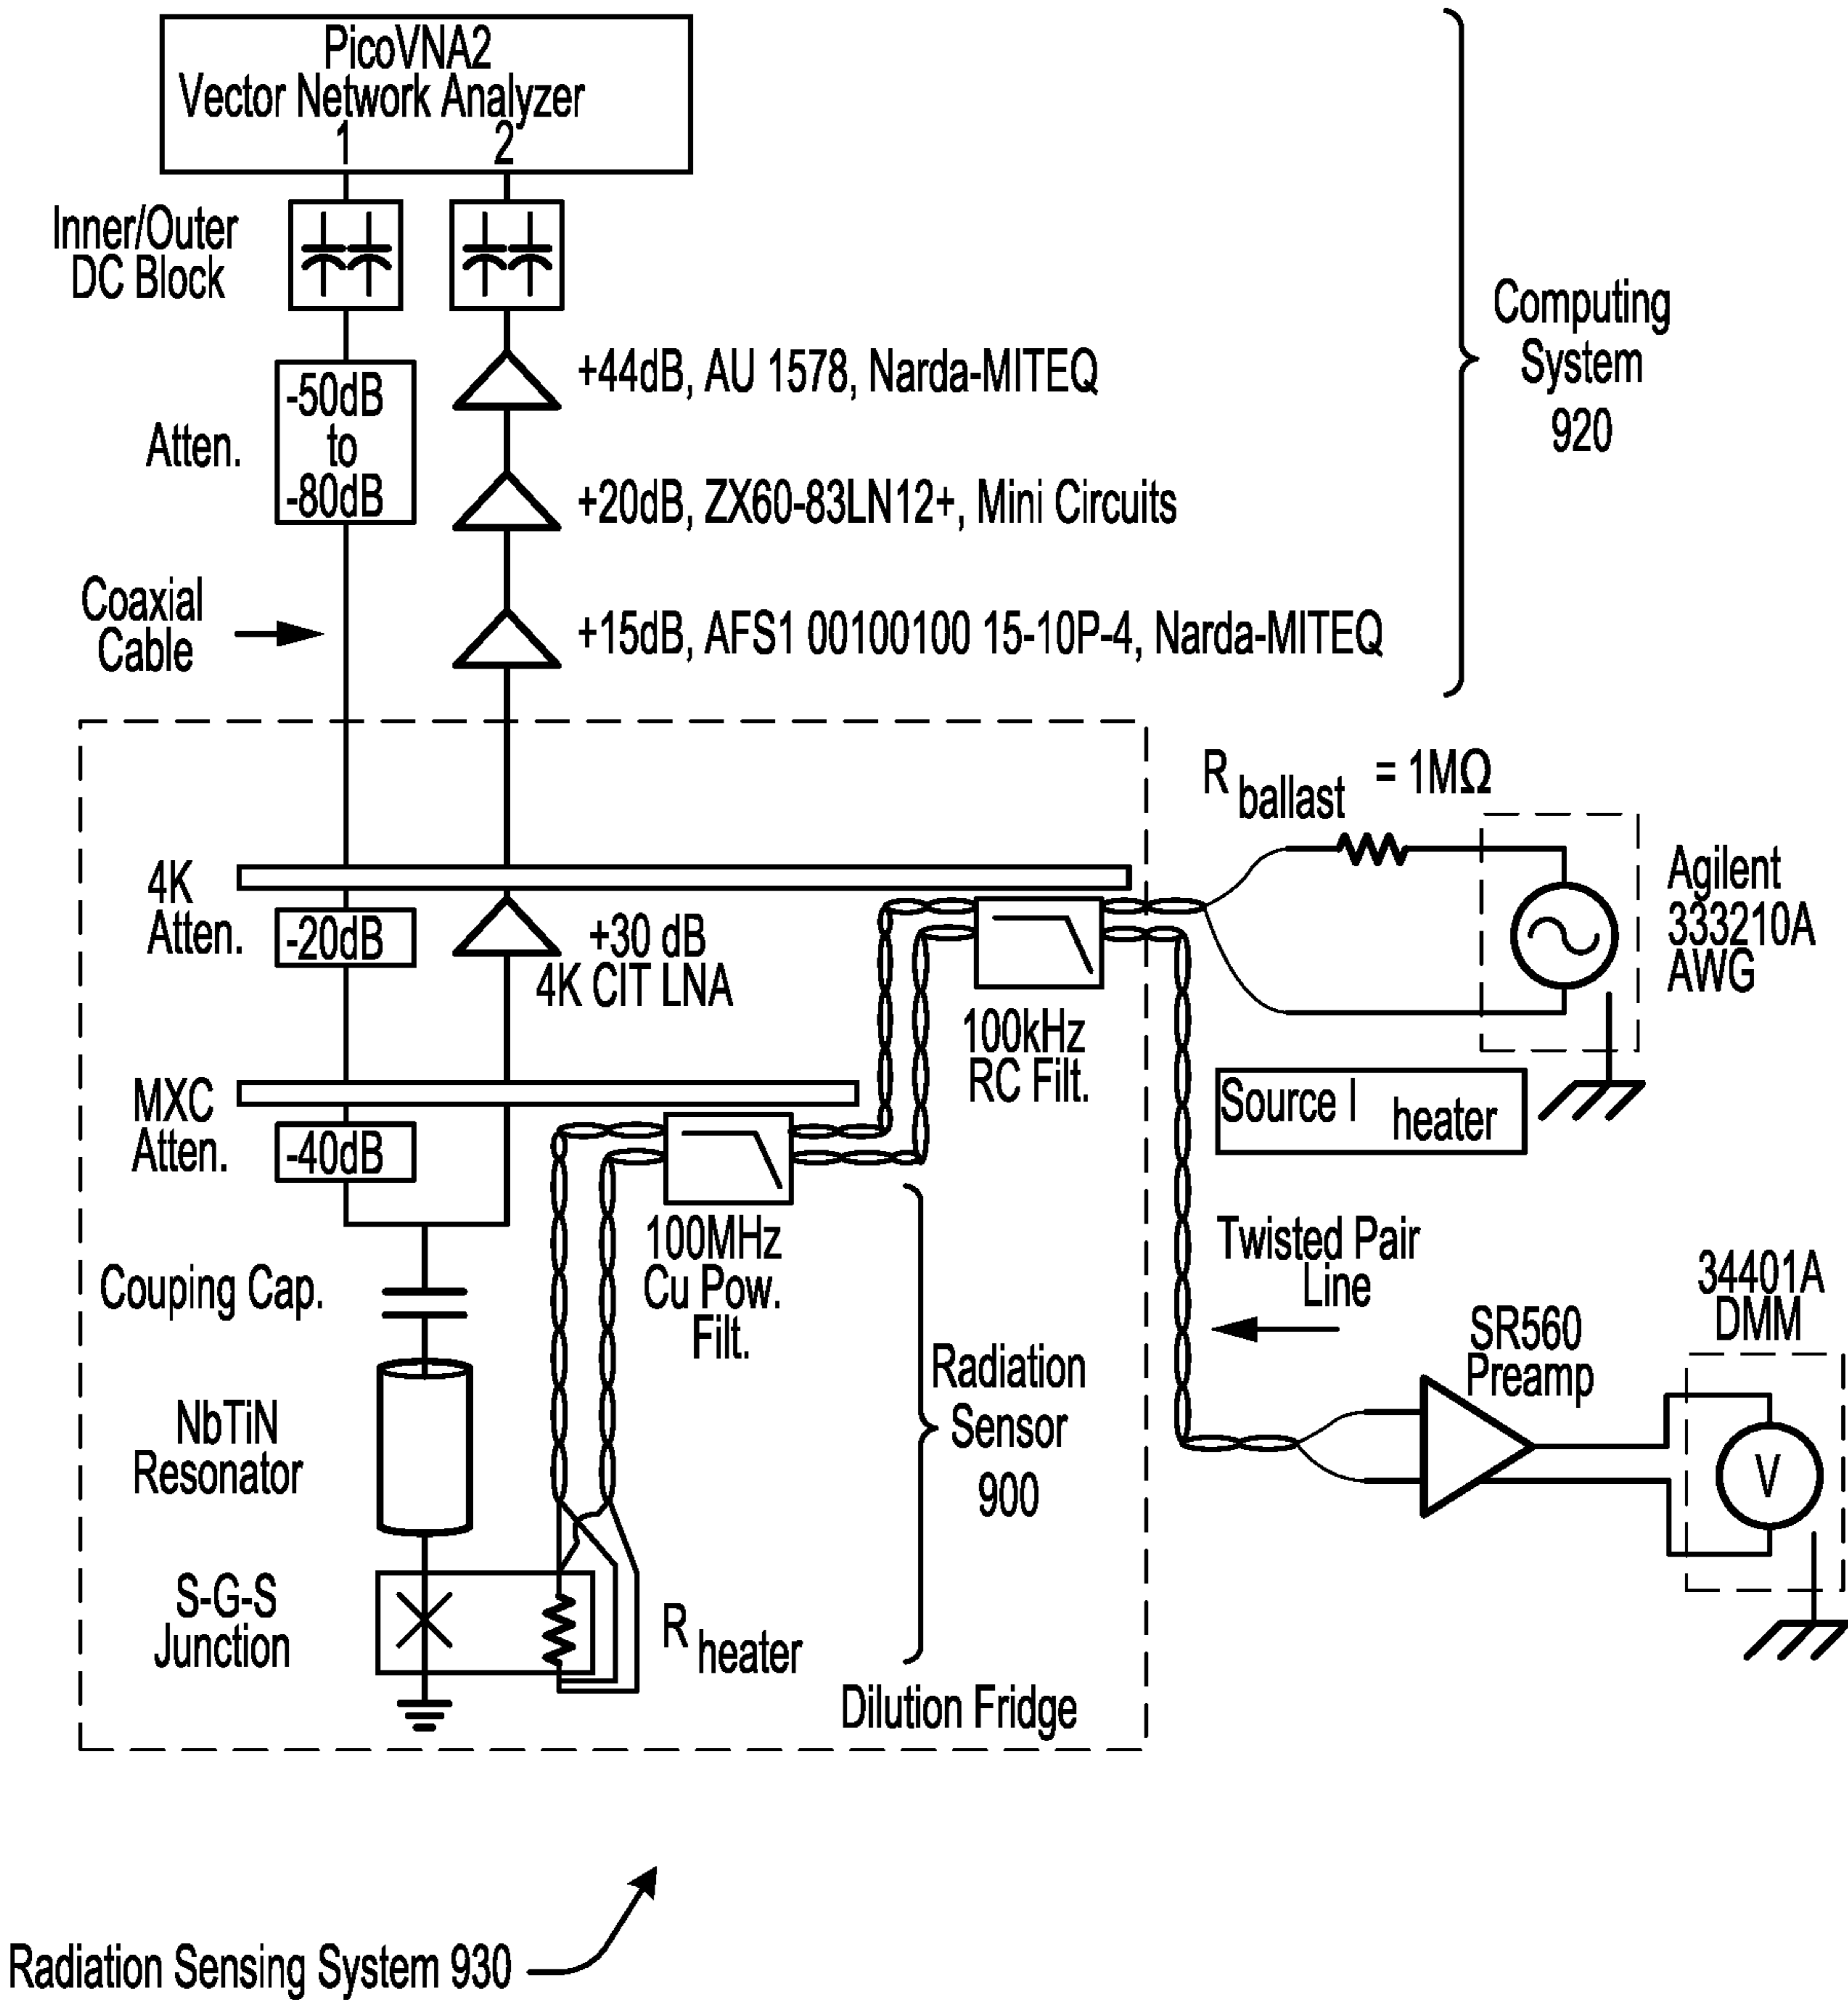 PicoVNA2
Vector Network Analyzer
1
2
Inner/Outer
DC Block
-50dB
to
-80dB
Atten.
+44dB, AU 1578, Narda-MITEQ
+20dB, ZX60-83LN12+, Mini Circuits
+15dB, AFS1 00100100 15-10P-4, Narda-MITEQ
Computing
System
920
Coaxial
Cable
R ballast = 1MΩ
Agilent
333210A
AWG
4K
Atten.
-20dB
+30 dB
4K CIT LNA
100kHz
RC Filt.
Source I heater
MXC
Atten.
-40dB
100MHz
Cu Pow.
Filt.
Twisted Pair
Line
34401A
DMM
SR560
Preamp
V
Couping Cap.
Radiation
Sensor
900
NbTiN
Resonator
S-G-S
Junction
R heater
Dilution Fridge
Radiation Sensing System 930